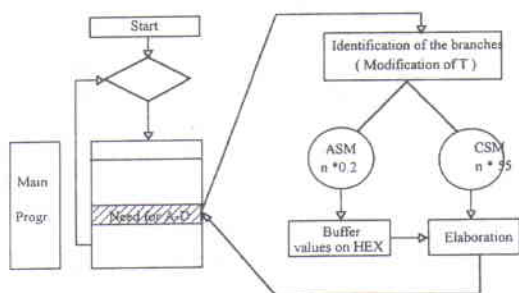 Start
Identification of the branches
( Modification of T )
ASM
n *0.2
CSM
n * 55
Main
Progr.
Need for A-D
Buffer
values on HEX
Elaboration